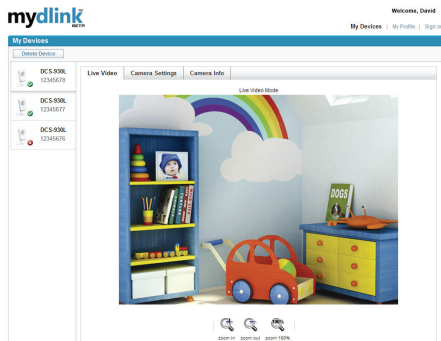 mydlink
BETA
Welcome, David
My Devices | My Profile | Sign ou
My Devices
Delete Device
DCS-930L
12345678
DCS-930L
12345677
DCS-930L
12345676
Live Video
Camera Settings
Camera Info
Live Video Mode
DOGS
100%
zoom in
zoom out
zoom 100%